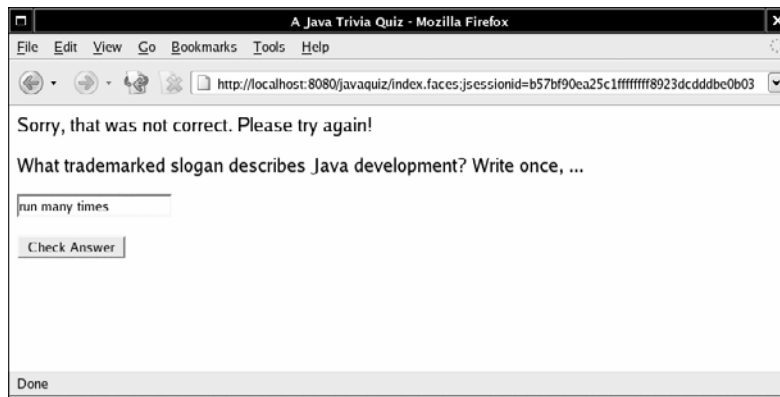 A Java Trivia Quiz - Mozilla Firefox
File Edit View Go Bookmarks Tools Help
http://localhost:8080/javaquiz/index.faces;jsessionid=b57bf90ea25c1ffffffff8923dcdddbe0b03
Sorry, that was not correct. Please try again!
What trademarked slogan describes Java development? Write once, ...
run many times
Check Answer
Done